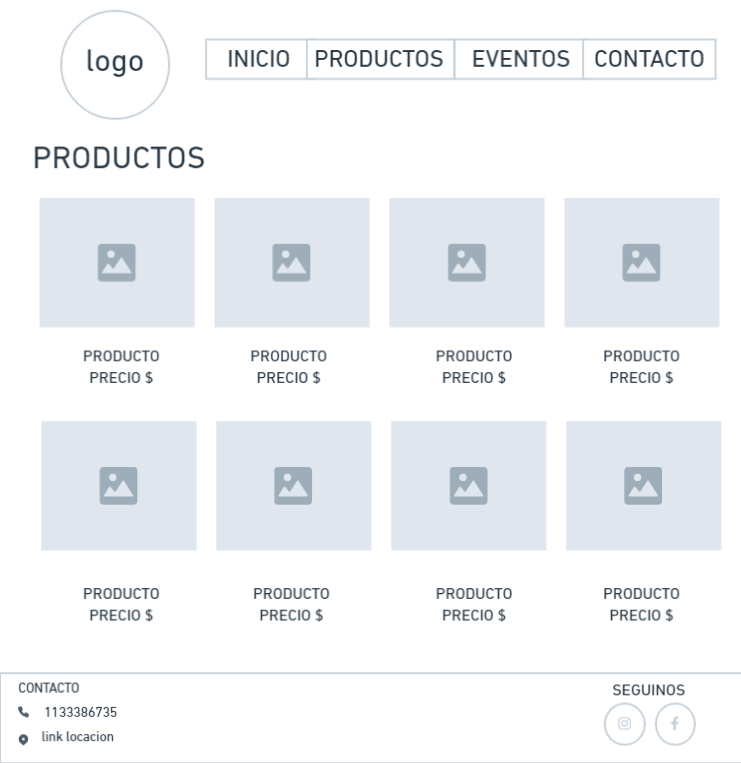 logo
INICIO PRODUCTOS EVENTOS CONTACTO
PRODUCTOS
PRODUCTO PRODUCTO PRODUCTO PRODUCTO
PRECIO $ PRECIO $ PRECIO $ PRECIO $
PRODUCTO PRODUCTO PRODUCTO PRODUCTO
PRECIO $ PRECIO $ PRECIO $ PRECIO $
CONTACTO
1133386735
link locacion
SEGUINOS